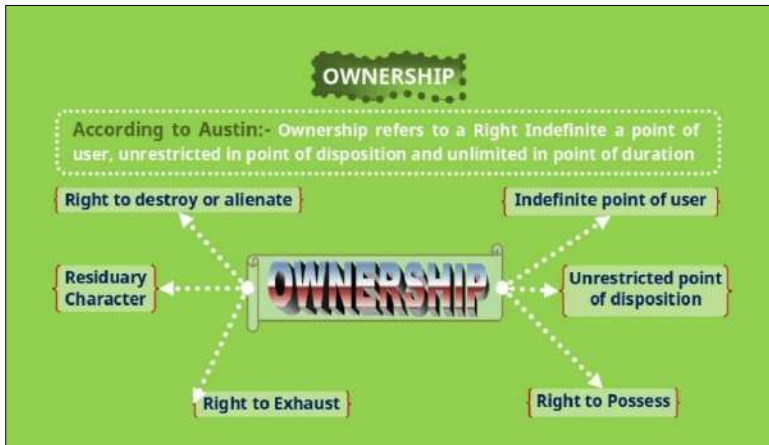 OWNERSHIP
According to Austin:- Ownership refers to a Right Indefinite a point of
user, unrestricted in point of disposition and unlimited in point of duration
Right to destroy or alienate
Indefinite point of user
Residuary
Character
OWNERSHIP
Unrestricted point
of disposition
Right to Exhaust
Right to Possess